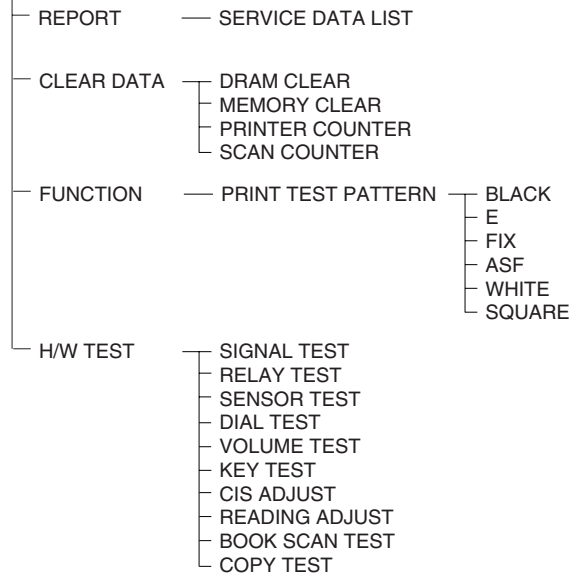 REPORT SERVICE DATA LIST
CLEAR DATA DRAM CLEAR
MEMORY CLEAR
PRINTER COUNTER
SCAN COUNTER
FUNCTION PRINT TEST PATTERN BLACK
E
FIX
ASF
WHITE
SQUARE
H/W TEST SIGNAL TEST
RELAY TEST
SENSOR TEST
DIAL TEST
VOLUME TEST
KEY TEST
CIS ADJUST
READING ADJUST
BOOK SCAN TEST
COPY TEST